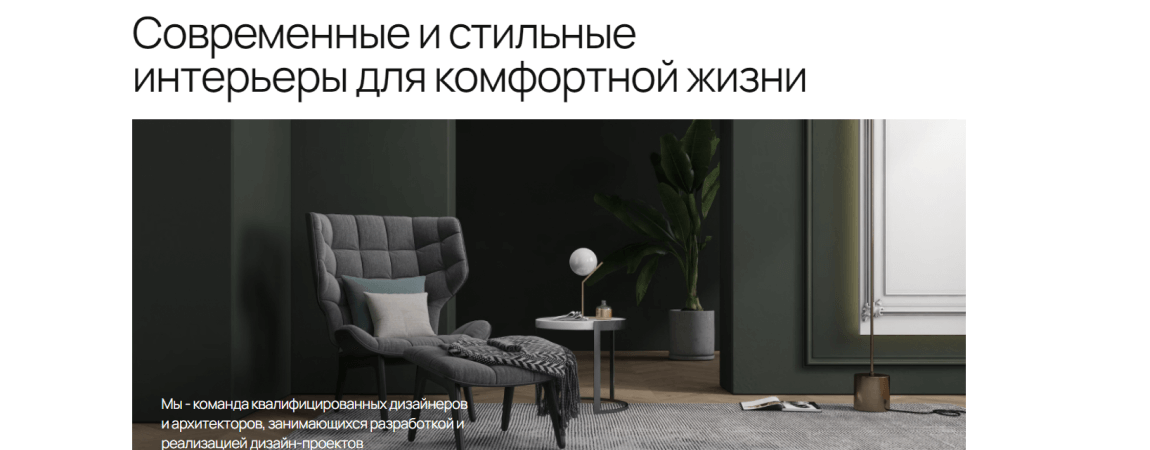 Современные и стильные
интерьеры для комфортной жизни
Мы - команда квалифицированных дизайнеров
и архитекторов, занимающихся разработкой и
реализацией дизайн-проектов